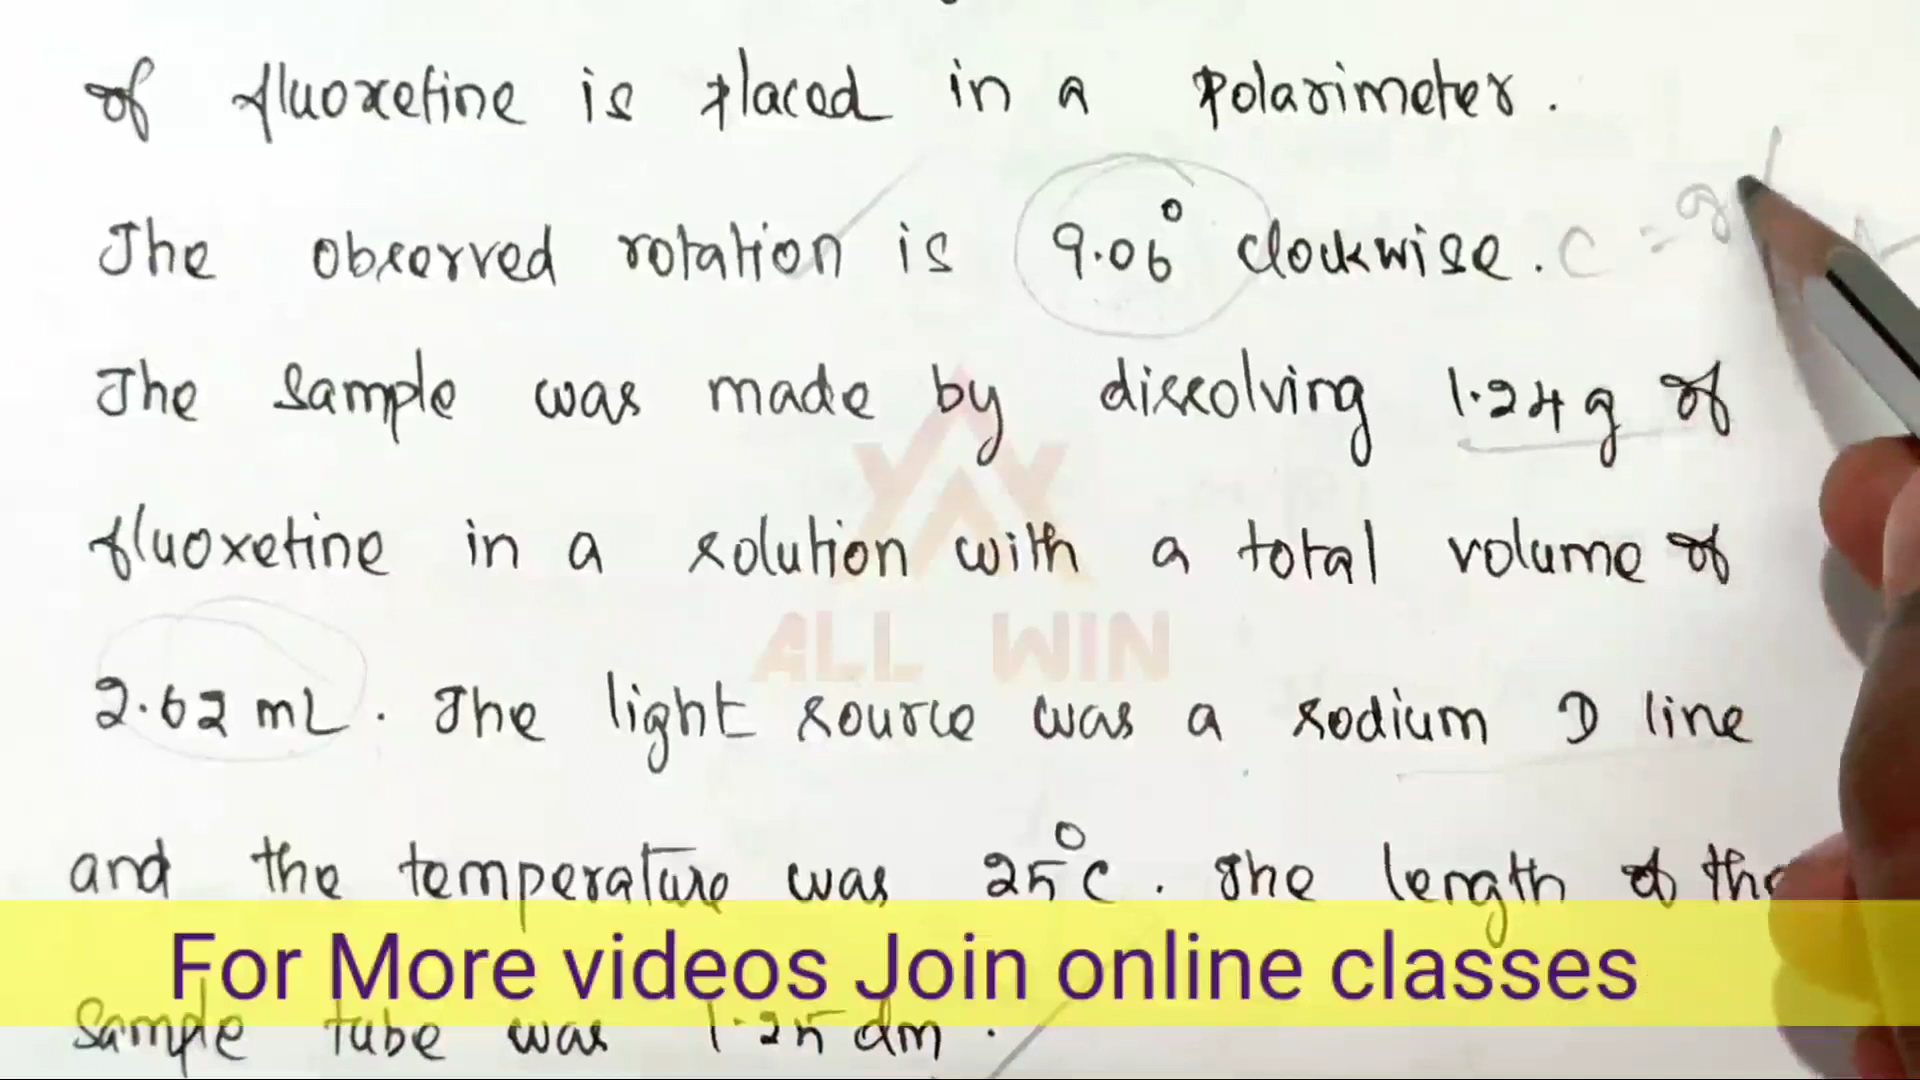 of fluoxetine is placed in a polarimeter.
The observed rotation is 9.06° clockwise. C = g/
The sample was made by dissolving 1.24 g of
fluoxetine in a solution with a total volume of
2.62 mL. The light source was a sodium D line
ALL WIN
and the temperature was 25°C. The length of the
For More videos Join online classes
sample tube was 1.25 dm.